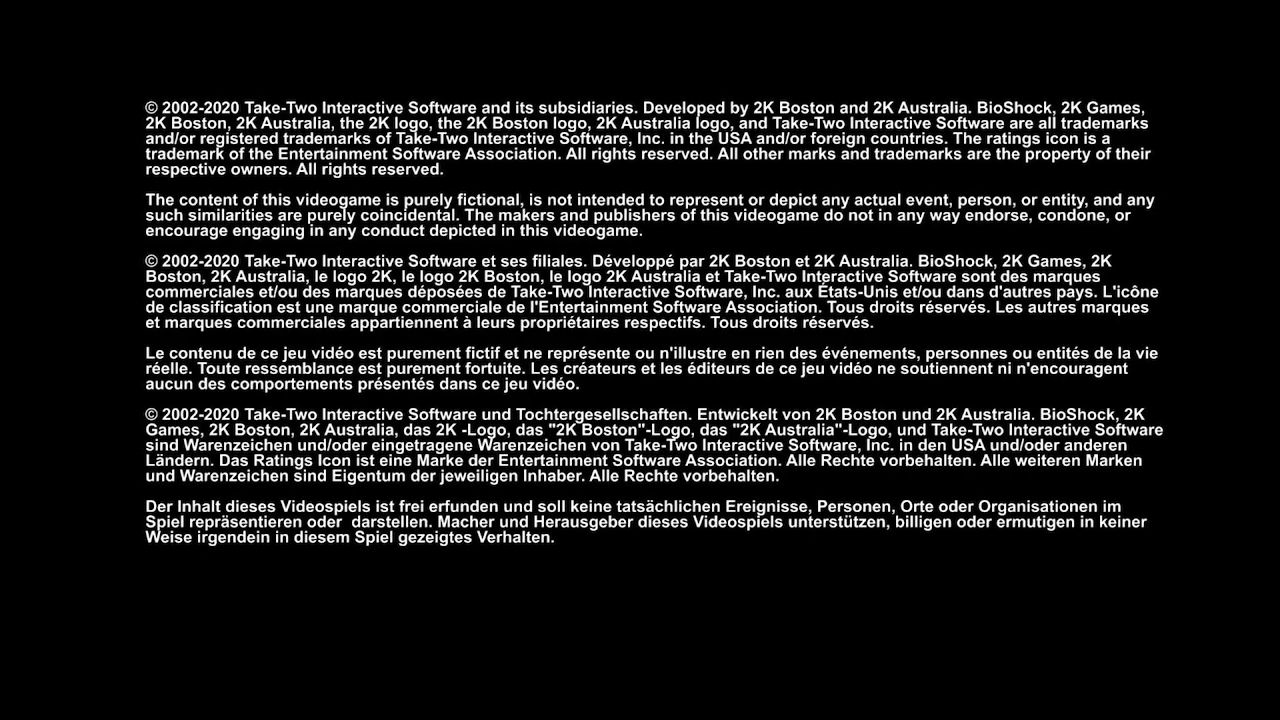 © 2002-2020 Take-Two Interactive Software and its subsidiaries. Developed by 2K Boston and 2K Australia. BioShock, 2K Games,
2K Boston, 2K Australia, the 2K logo, the 2K Boston logo, 2K Australia logo, and Take-Two Interactive Software are all trademarks
and/or registered trademarks of Take-Two Interactive Software, Inc. in the USA and/or foreign countries. The ratings icon is a
trademark of the Entertainment Software Association. All rights reserved. All other marks and trademarks are the property of their
respective owners. All rights reserved.
The content of this videogame is purely fictional, is not intended to represent or depict any actual event, person, or entity, and any
such similarities are purely coincidental. The makers and publishers of this videogame do not in any way endorse, condone, or
encourage engaging in any conduct depicted in this videogame.
© 2002-2020 Take-Two Interactive Software et ses filiales. Développé par 2K Boston et 2K Australia. BioShock, 2K Games, 2K
Boston, 2K Australia, le logo 2K, le logo 2K Boston, le logo 2K Australia et Take-Two Interactive Software sont des marques
commerciales et/ou des marques déposées de Take-Two Interactive Software, Inc. aux États-Unis et/ou dans d'autres pays. L'icône
de classification est une marque commerciale de l'Entertainment Software Association. Tous droits réservés. Les autres marques
et marques commerciales appartiennent à leurs propriétaires respectifs. Tous droits réservés.
Le contenu de ce jeu vidéo est purement fictif et ne représente ou n'illustre en rien des événements, personnes ou entités de la vie
réelle. Toute ressemblance est purement fortuite. Les créateurs et les éditeurs de ce jeu vidéo ne soutiennent ni n'encouragent
aucun des comportements présentés dans ce jeu vidéo.
© 2002-2020 Take-Two Interactive Software und Tochtergesellschaften. Entwickelt von 2K Boston und 2K Australia. BioShock, 2K
Games, 2K Boston, 2K Australia, das 2K -Logo, das "2K Boston"-Logo, das "2K Australia"-Logo, und Take-Two Interactive Software
sind Warenzeichen und/oder eingetragene Warenzeichen von Take-Two Interactive Software, Inc. in den USA und/oder anderen
Ländern. Das Ratings Icon ist eine Marke der Entertainment Software Association. Alle Rechte vorbehalten. Alle weiteren Marken
und Warenzeichen sind Eigentum der jeweiligen Inhaber. Alle Rechte vorbehalten.
Der Inhalt dieses Videospiels ist frei erfunden und soll keine tatsächlichen Ereignisse, Personen, Orte oder Organisationen im
Spiel repräsentieren oder  darstellen. Macher und Herausgeber dieses Videospiels unterstützen, billigen oder ermutigen in keiner
Weise irgendein in diesem Spiel gezeigtes Verhalten.